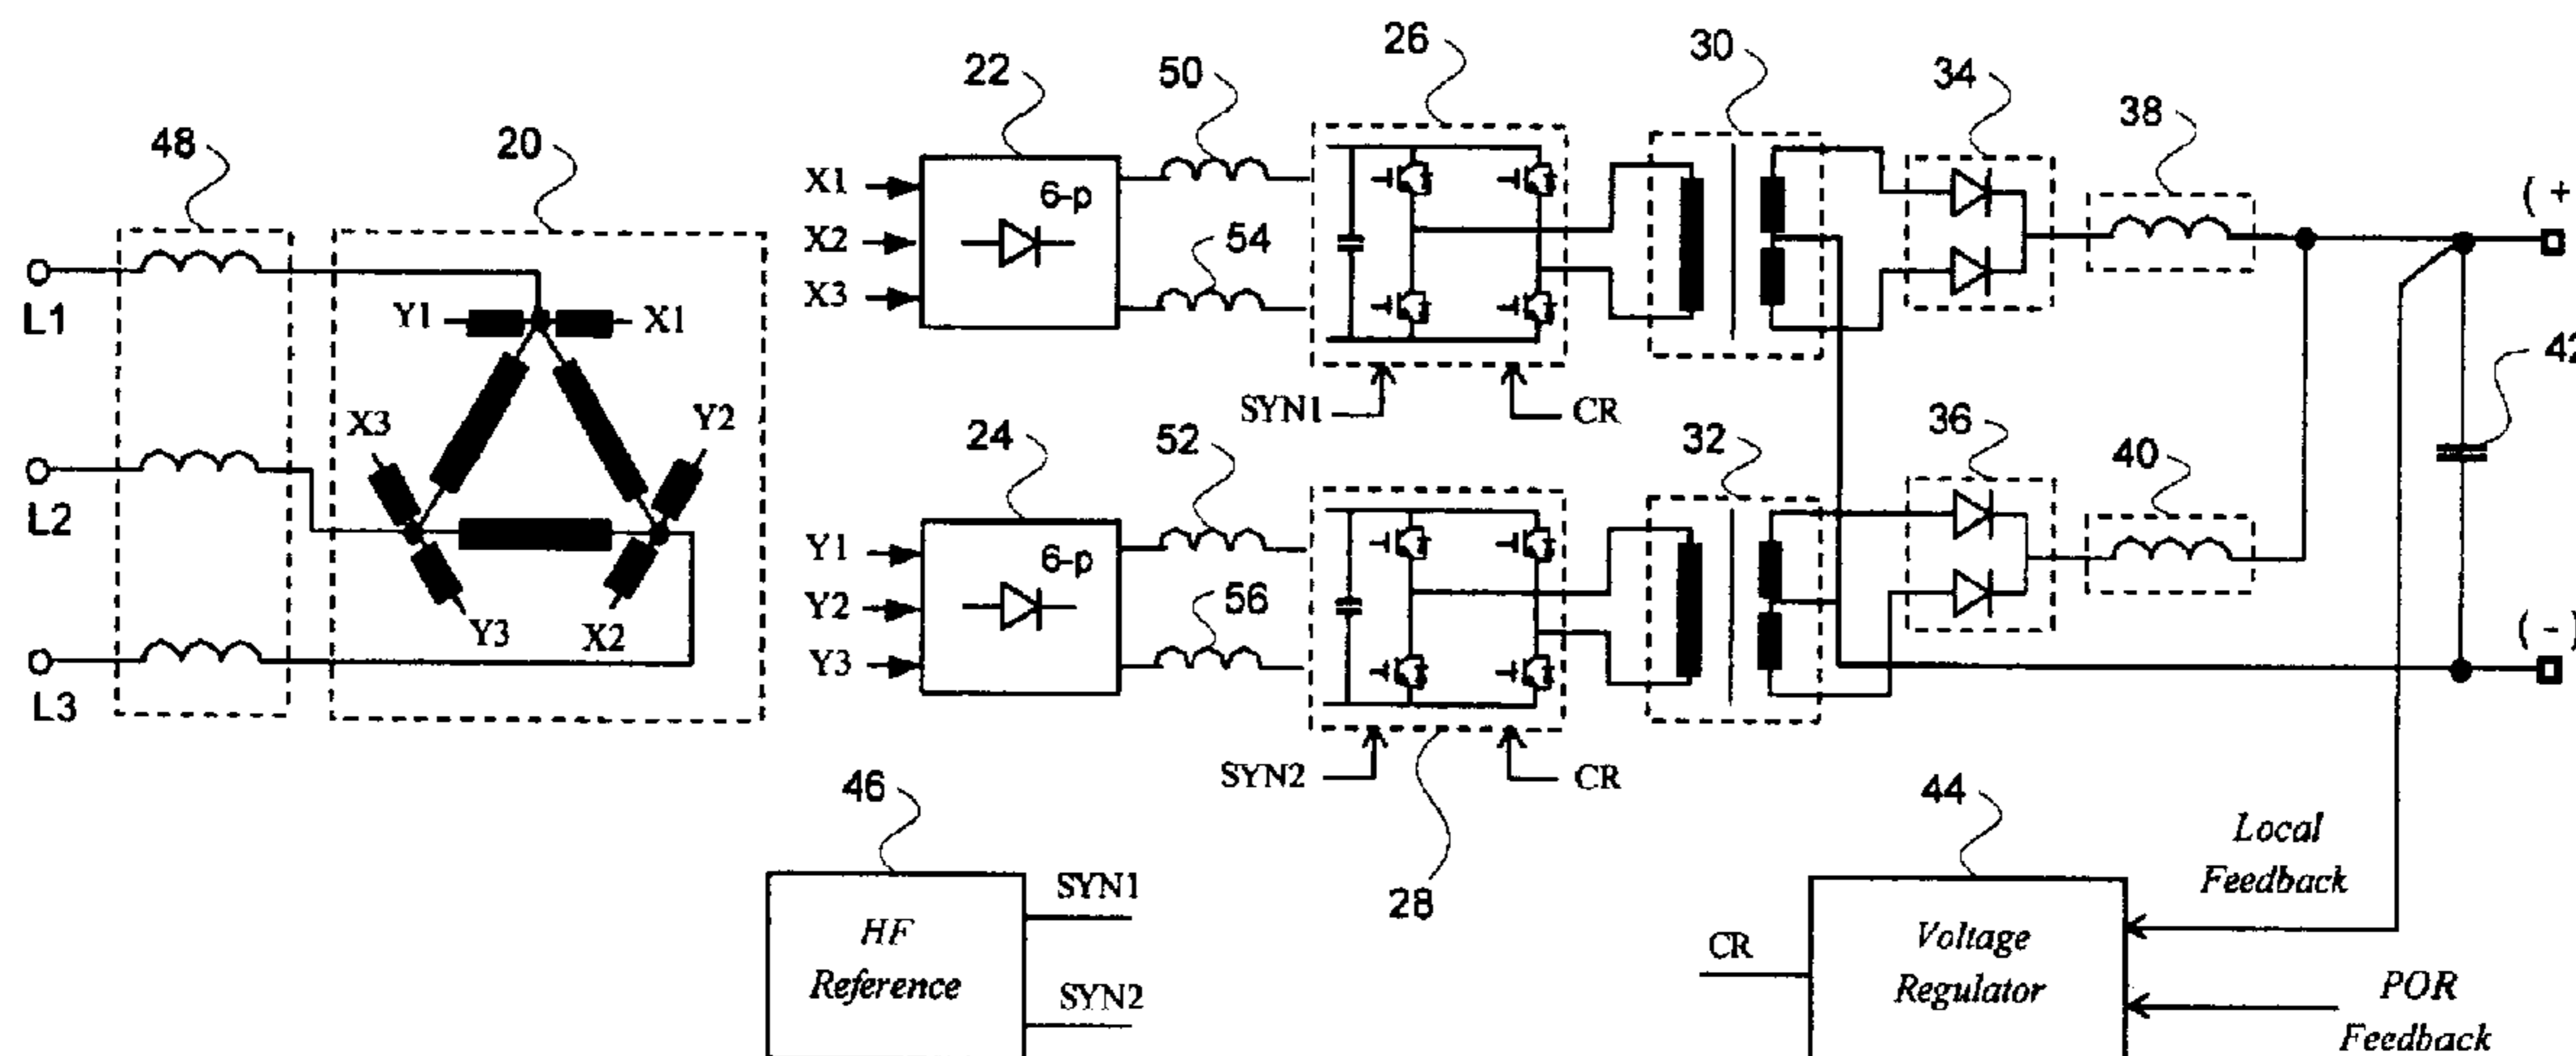 48
20
L1
L2
L3
Y1
X1
X3
Y2
Y3
X2
22
X1
X2
X3
6-p
50
54
26
SYN1
CR
30
34
38
( +
42
24
Y1
Y2
Y3
6-p
52
56
SYN2
CR
28
32
36
40
( - )
46
HF
Reference
SYN1
SYN2
44
CR
Voltage
Regulator
Local
Feedback
POR
Feedback